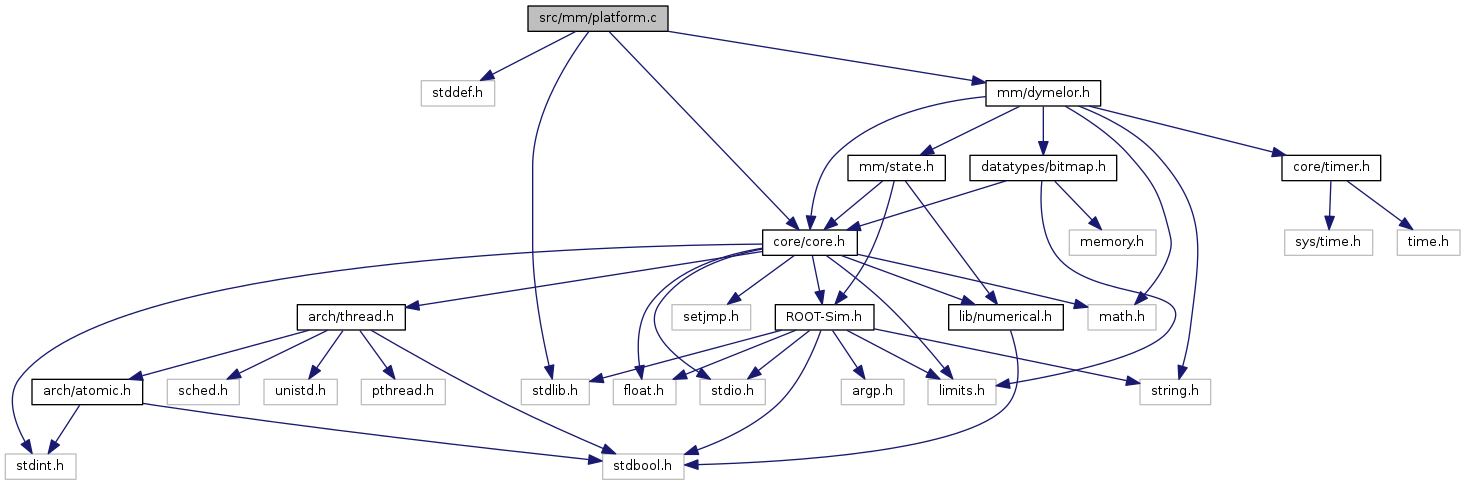 src/mm/platform.c
stddef.h
mm/dymelor.h
mm/state.h
datatypes/bitmap.h
core/timer.h
core/core.h
memory.h
sys/time.h
time.h
arch/thread.h
setjmp.h
ROOT-Sim.h
lib/numerical.h
math.h
arch/atomic.h
sched.h
unistd.h
pthread.h
stdlib.h
float.h
stdio.h
argp.h
limits.h
string.h
stdint.h
stdbool.h